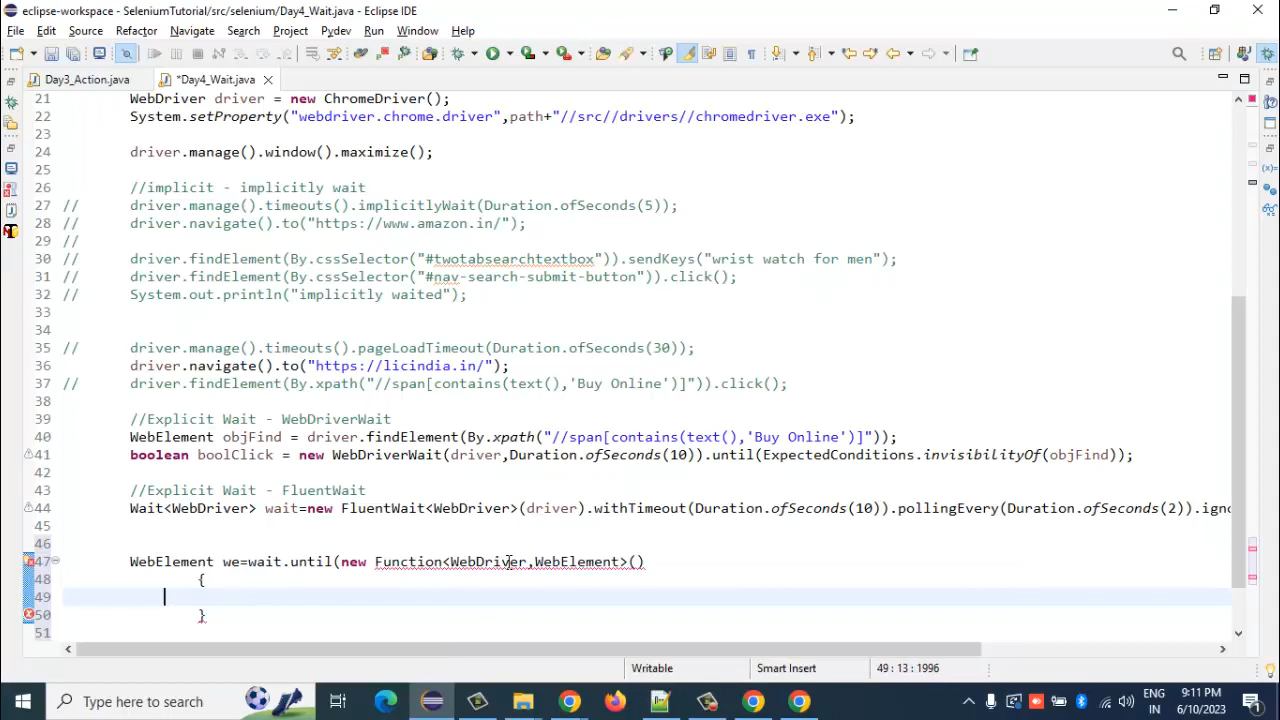 eclipse-workspace - SeleniumTutorial/src/selenium/Day4_Wait.java - Eclipse IDE
File Edit Source Refactor Navigate Search Project Pydev Run Window Help
Day3_Action.java *Day4_Wait.java
21 WebDriver driver = new ChromeDriver();
22 System.setProperty("webdriver.chrome.driver",path+"//src//drivers//chromedriver.exe");
23
24 driver.manage().window().maximize();
25
26 //implicit - implicitly wait
27 // driver.manage().timeouts().implicitlyWait(Duration.ofSeconds(5));
28 // driver.navigate().to("https://www.amazon.in/");
29 //
30 // driver.findElement(By.cssSelector("#twotabsearchtextbox")).sendKeys("wrist watch for men");
31 // driver.findElement(By.cssSelector("#nav-search-submit-button")).click();
32 // System.out.println("implicitly waited");
33
34
35 // driver.manage().timeouts().pageLoadTimeout(Duration.ofSeconds(30));
36 driver.navigate().to("https://licindia.in/");
37 // driver.findElement(By.xpath("//span[contains(text(),'Buy Online')]")).click();
38
39 //Explicit Wait - WebDriverWait
40 WebElement objFind = driver.findElement(By.xpath("//span[contains(text(),'Buy Online')]"));
41 boolean boolClick = new WebDriverWait(driver,Duration.ofSeconds(10)).until(ExpectedConditions.invisibilityOf(objFind));
42
43 //Explicit Wait - FluentWait
44 Wait<WebDriver> wait=new FluentWait<WebDriver>(driver).withTimeout(Duration.ofSeconds(10)).pollingEvery(Duration.ofSeconds(2)).igno
45
46
47 WebElement we=wait.until(new Function<WebDriver,WebElement>()
48 {
49
50 }
51
Writable Smart Insert 49 : 13 : 1996
Type here to search
ENG
IN
9:11 PM
6/10/2023
1